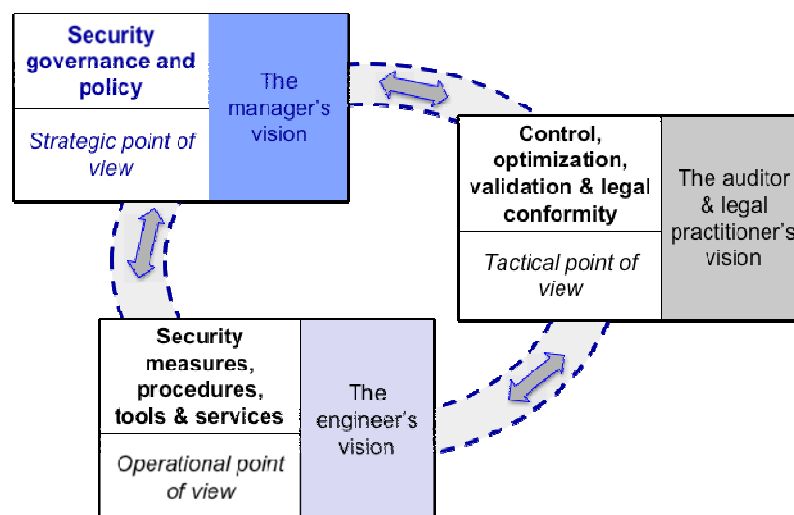 Security
governance and
policy
Strategic point of
view
The
manager's
vision
Control,
optimization,
validation & legal
conformity
Tactical point of
view
The auditor
& legal
practitioner's
vision
Security
measures,
procedures,
tools & services
Operational point
of view
The
engineer's
vision